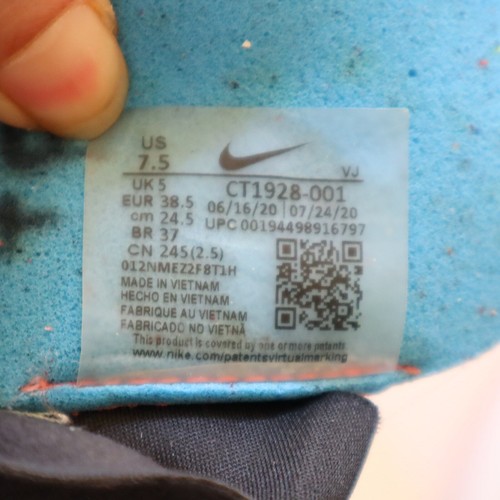 US
7.5
VJ
UK 5
CT1928-001
EUR 38.5
06/16/20 | 07/24/20
cm 24.5
UPC 00194498916797
BR 37
CN 245(2.5)
012NMEZ2F8T1H
MADE IN VIETNAM
HECHO EN VIETNAM
FABRIQUE AU VIETNAM
FABRICADO NO VIETNÃ
This product is covered by one or more patents
www.nike.com/patentsvirtualmarking